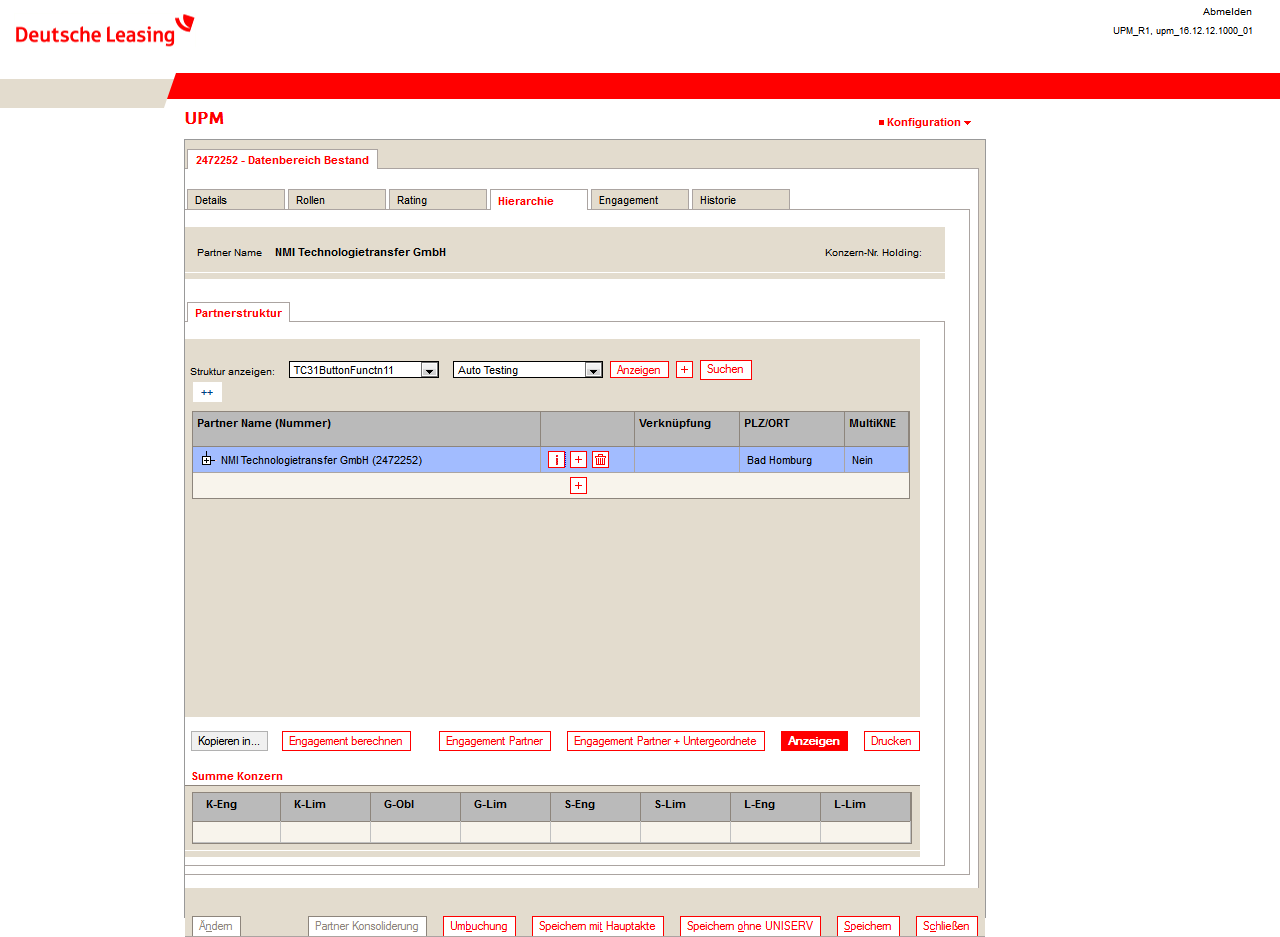 Deutsche Leasing
Abmelden
UPM_R1, upm_16.12.12.1000_01
UPM
Konfiguration
2472252 - Datenbereich Bestand
Details Rollen Rating Hierarchie Engagement Historie
Partner Name NMI Technologietransfer GmbH Konzern-Nr. Holding:
Partnerstruktur
Struktur anzeigen: TC31ButtonFunctn11 Auto Testing Anzeigen + Suchen
++
Partner Name (Nummer) Verknüpfung PLZ/ORT MultiKNE
NMI Technologietransfer GmbH (2472252) i + Bad Homburg Nein
+
Kopieren in... Engagement berechnen Engagement Partner Engagement Partner + Untergeordnete Anzeigen Drucken
Summe Konzern
K-Eng K-Lim G-Obl G-Lim S-Eng S-Lim L-Eng L-Lim
Ändern Partner Konsolidierung Umbuchung Speichern mit Hauptakte Speichern ohne UNISERV Speichern Schließen